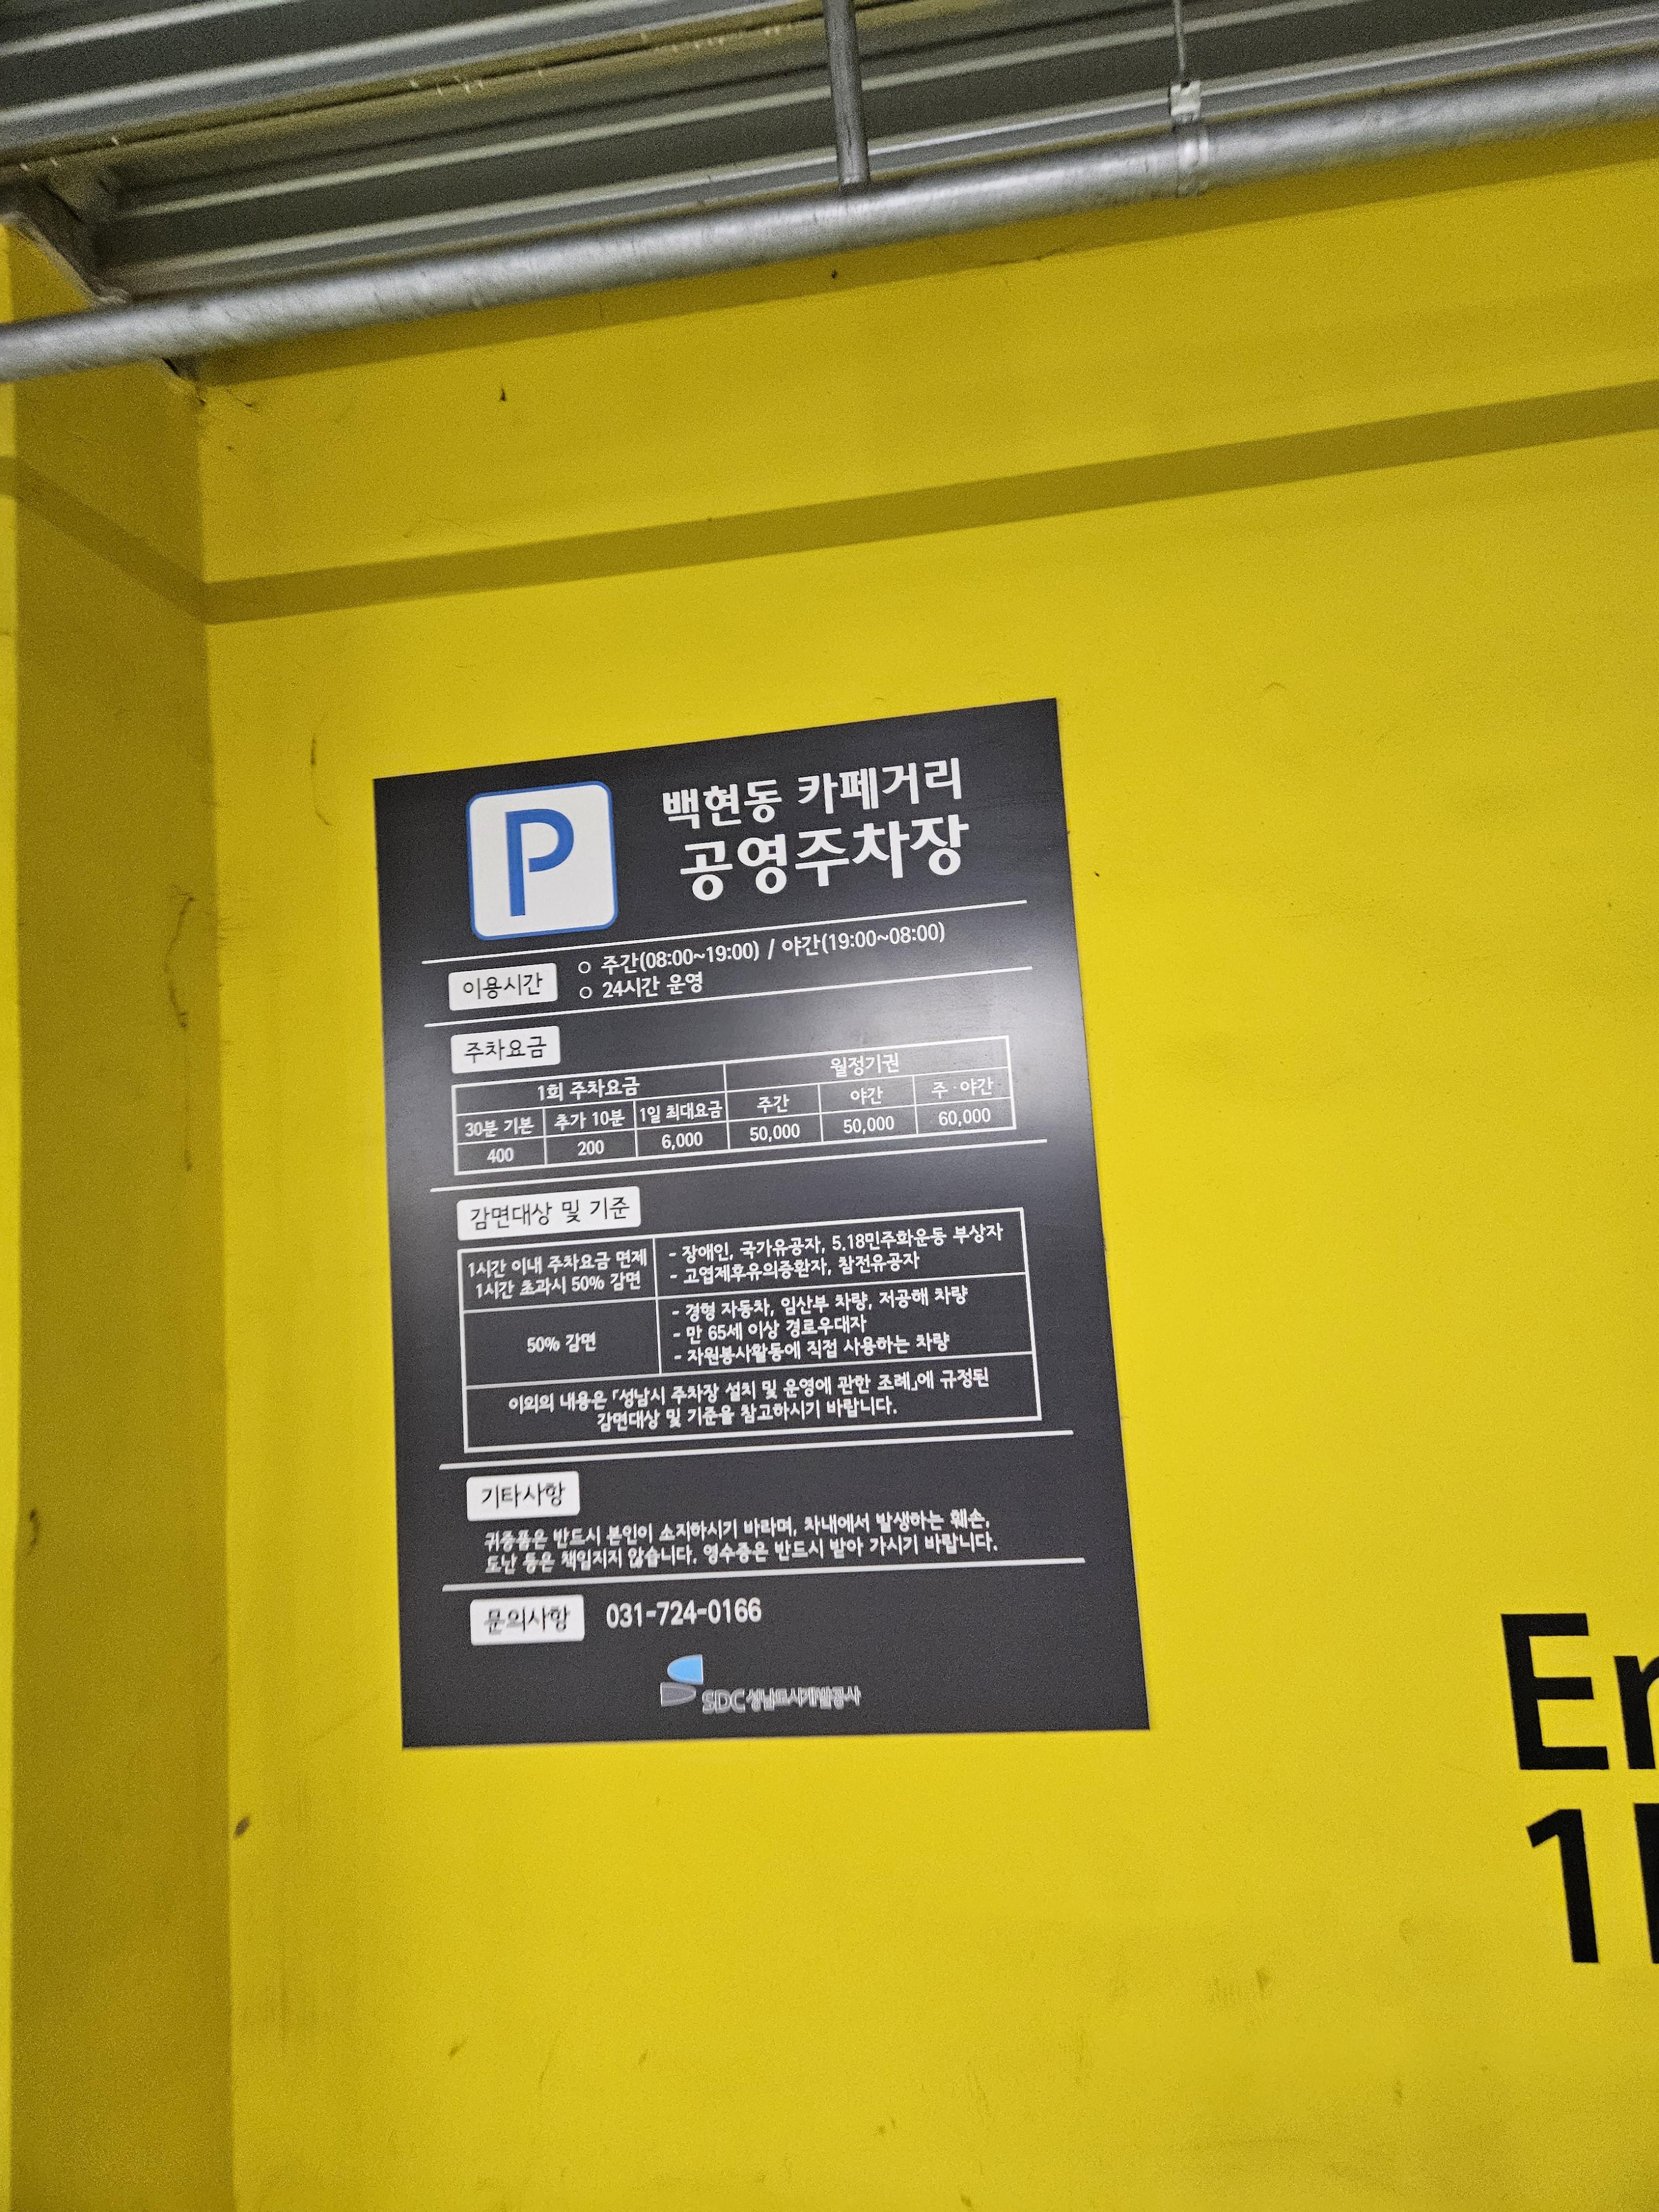 P
백현동 카페거리
공영주차장
이용시간
○ 주간(08:00~19:00) / 야간(19:00~08:00)
○ 24시간 운영
주차요금
1회 주차요금 월정기권
30분 기본 추가 10분 1일 최대요금 주간 야간 주·야간
400 200 6,000 50,000 50,000 60,000
감면대상 및 기준
1시간 이내 주차요금 면제
1시간 초과시 50% 감면
- 장애인, 국가유공자, 5.18민주화운동 부상자
- 고엽제후유의증환자, 참전유공자
50% 감면
- 경형 자동차, 임산부 차량, 저공해 차량
- 만 65세 이상 경로우대자
- 자원봉사활동에 직접 사용하는 차량
이외의 내용은 「성남시 주차장 설치 및 운영에 관한 조례」에 규정된
감면대상 및 기준을 참고하시기 바랍니다.
기타사항
귀중품은 반드시 본인이 소지하시기 바라며, 차내에서 발생하는 훼손,
도난 등은 책임지지 않습니다. 영수증은 반드시 받아 가시기 바랍니다.
문의사항 031-724-0166
SDC 성남도시개발공사
En
1